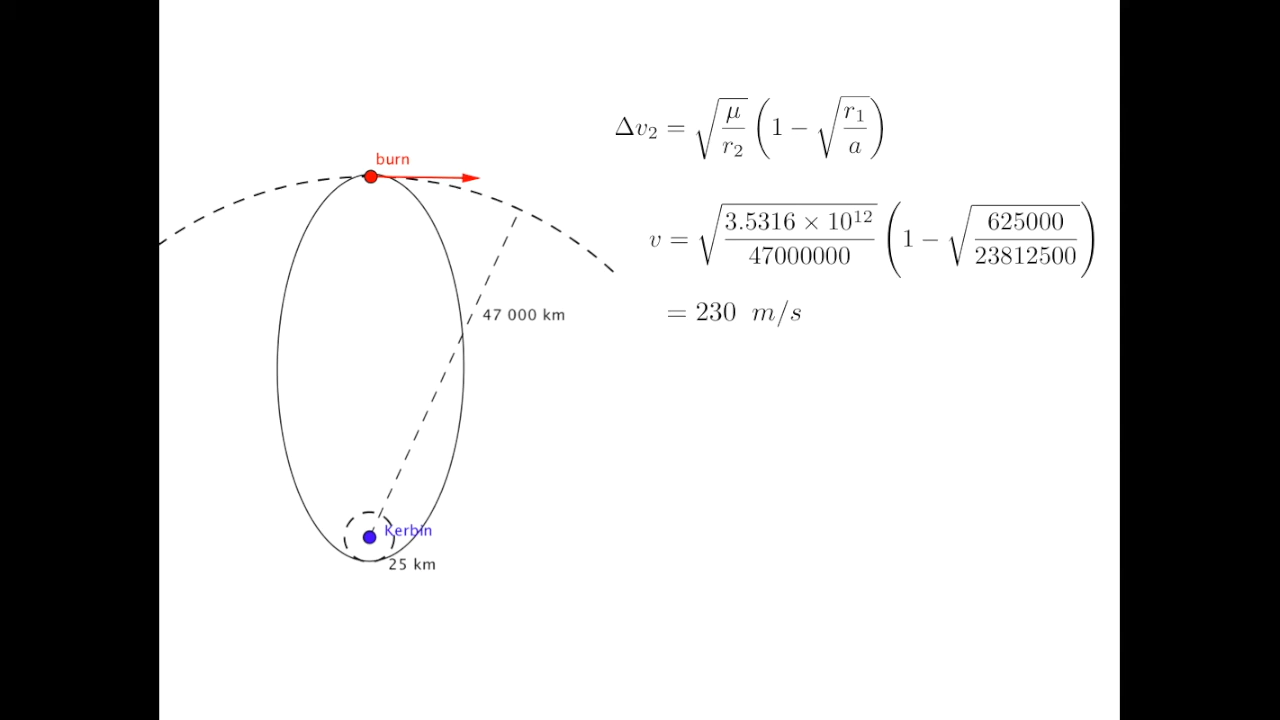 burn
47 000 km
Kerbin
25 km
Δv₂ = √(μ/r₂) (1 − √(r₁/a))
v = √(3.5316 × 10¹²/47000000) (1 − √(625000/23812500))
= 230 m/s